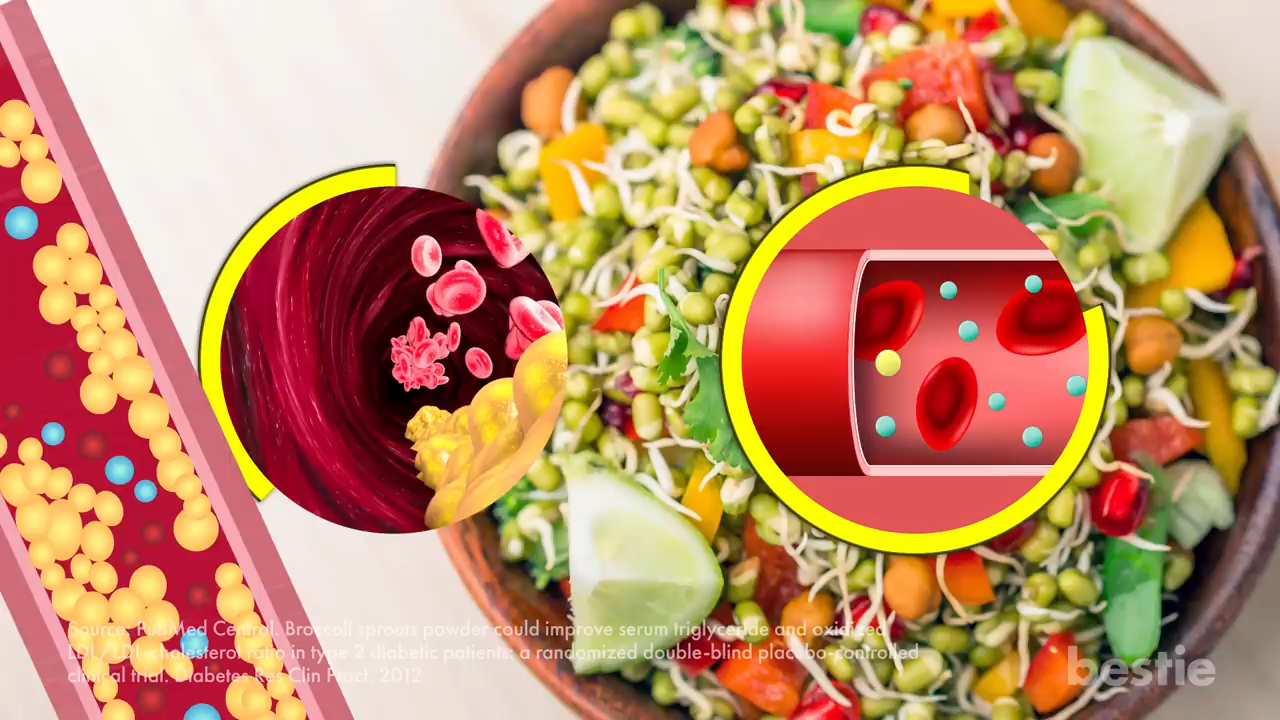 Source: PubMed Central. Broccoli sprouts powder could improve serum triglyceride and oxidized
LDL/LDL-cholesterol ratio in type 2 diabetic patients: a randomized double-blind placebo-controlled
clinical trial. Diabetes Res Clin Pract. 2012
bestie